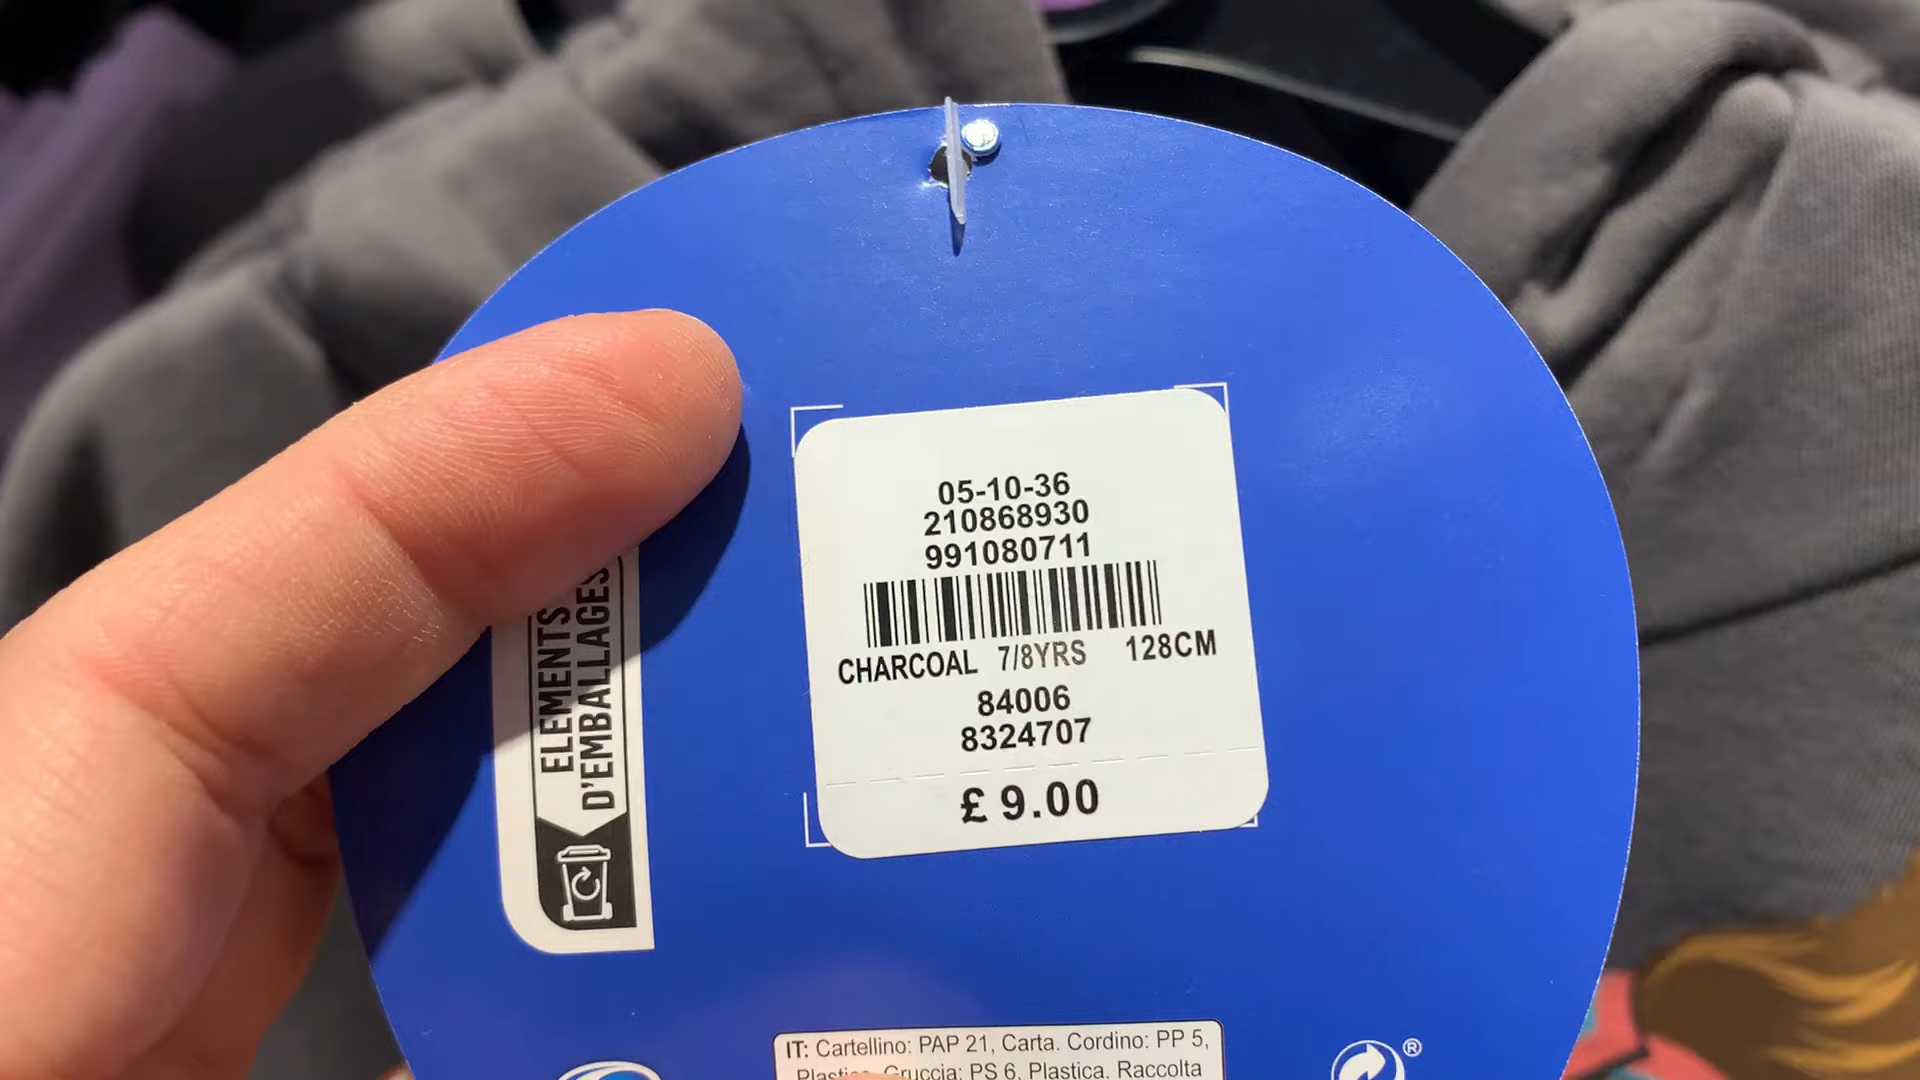 05-10-36
210868930
991080711
CHARCOAL 7/8YRS 128CM
84006
8324707
£ 9.00
ELEMENTS
D'EMBALLAGES
IT: Cartellino: PAP 21, Carta. Cordino: PP 5,
Gruccia: PS 6, Plastica. Raccolta
®